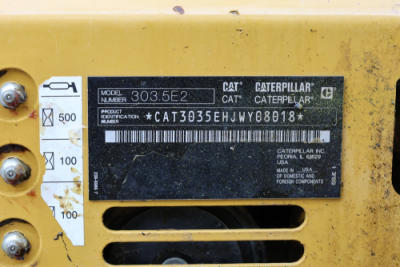 MODEL NUMBER 303.5E2
CAT® CATERPILLAR®
CAT® CATERPILLAR®
PRODUCT IDENTIFICATION NUMBER
*CAT3035EHJWY08018*
500
100
100
CATERPILLAR INC.
PEORIA, IL 61629
USA
MADE IN USA
DOMESTIC AND
FOREIGN COMPONENTS